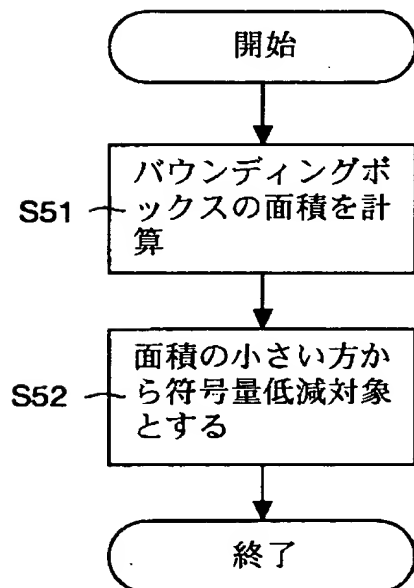 開始
バウンディングボ
S51 ックスの面積を計
算
面積の小さい方か
S52 ら符号量低減対象
とする
終了